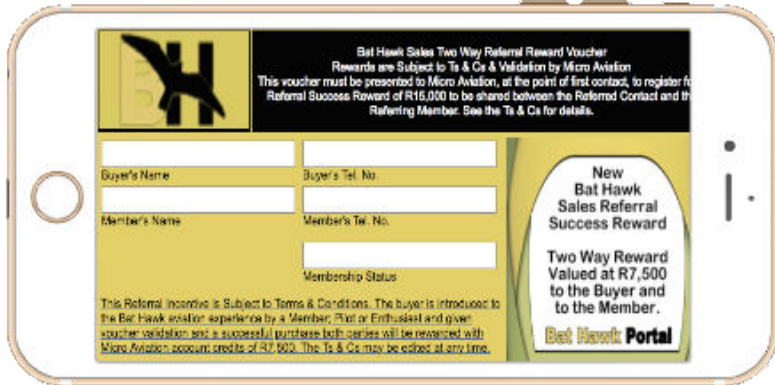 BH
Bat Hawk Sales Two Way Referral Reward Voucher
Rewards are Subject to Ts & Cs & Validation by Micro Aviation
This voucher must be presented to Micro Aviation, at the point of first contact, to register fo
Referral Success Reward of R15,000 to be shared between the Referred Contact and th
Referring Member. See the Ts & Cs for details.
Buyer's Name
Buyer's Tel. No.
Member's Name
Member's Tel. No.
Membership Status
This Referral Incentive is Subject to Terms & Conditions. The buyer is introduced to
the Bat Hawk aviation experience by a Member; Pilot or Enthusiast and given
voucher validation and a successful purchase both parties will be rewarded with
Micro Aviation account credits of R7,500. The Ts & Cs may be edited at any time.
New
Bat Hawk
Sales Referral
Success Reward
Two Way Reward
Valued at R7,500
to the Buyer and
to the Member.
Bat Hawk Portal